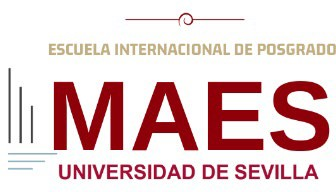 ESCUELA INTERNACIONAL DE POSGRADO
MAES
UNIVERSIDAD DE SEVILLA